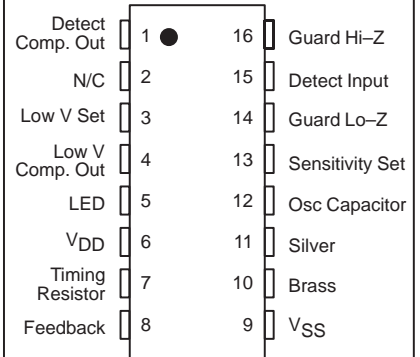 Detect
Comp. Out 1 16 Guard Hi–Z
N/C 2 15 Detect Input
Low V Set 3 14 Guard Lo–Z
Low V
Comp. Out 4 13 Sensitivity Set
LED 5 12 Osc Capacitor
VDD 6 11 Silver
Timing
Resistor 7 10 Brass
Feedback 8 9 VSS